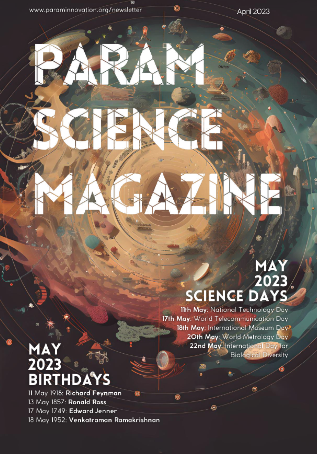 www.paraminnovation.org/newsletter
April 2023
PARAM
SCIENCE
MAGAZINE
MAY
2023
SCIENCE DAYS
11th May: National Technology Day
17th May: World Telecommunication Day
18th May: International Museum Day
20th May: World Metrology Day
22nd May: International Day for
Biological Diversity
MAY
2023
BIRTHDAYS
11 May 1918: Richard Feynman
13 May 1857: Ronald Ross
17 May 1749: Edward Jenner
18 May 1952: Venkatraman Ramakrishnan